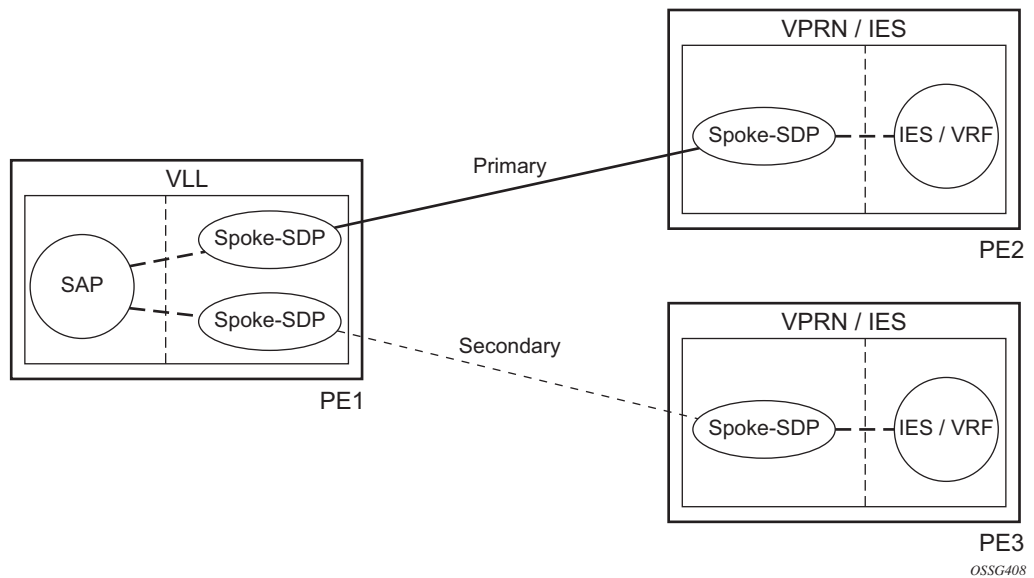 VPRN / IES
Spoke-SDP
IES / VRF
PE2
Primary
VLL
SAP
Spoke-SDP
Spoke-SDP
PE1
Secondary
VPRN / IES
Spoke-SDP
IES / VRF
PE3
OSSG408